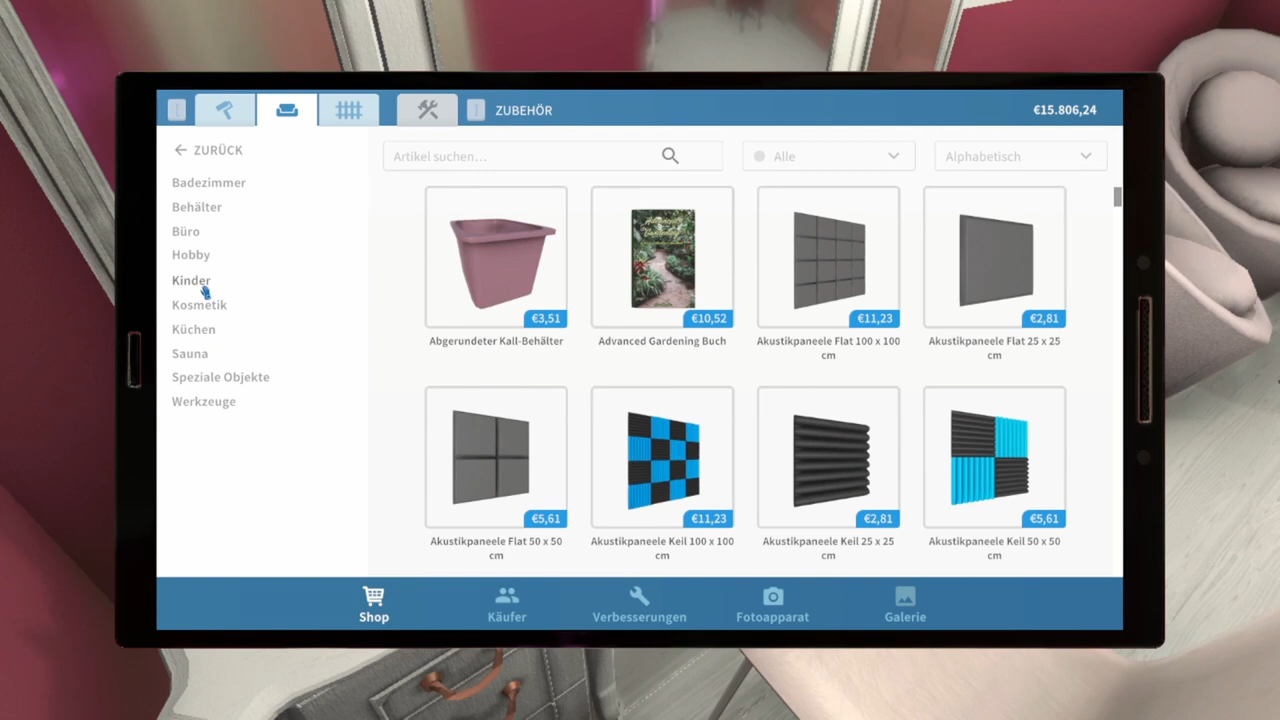 ZUBEHÖR
€15.806,24
ZURÜCK
Artikel suchen...
Alle
Alphabetisch
Badezimmer
Behälter
Büro
Hobby
Kinder
Kosmetik
Küchen
Sauna
Speziale Objekte
Werkzeuge
€3,51
€10,52
€11,23
€2,81
Abgerundeter Kall-Behälter
Advanced Gardening Buch
Akustikpaneele Flat 100 x 100
cm
Akustikpaneele Flat 25 x 25
cm
€5,61
€11,23
€2,81
€5,61
Akustikpaneele Flat 50 x 50
cm
Akustikpaneele Keil 100 x 100
cm
Akustikpaneele Keil 25 x 25
cm
Akustikpaneele Keil 50 x 50
cm
Shop
Käufer
Verbesserungen
Fotoapparat
Galerie